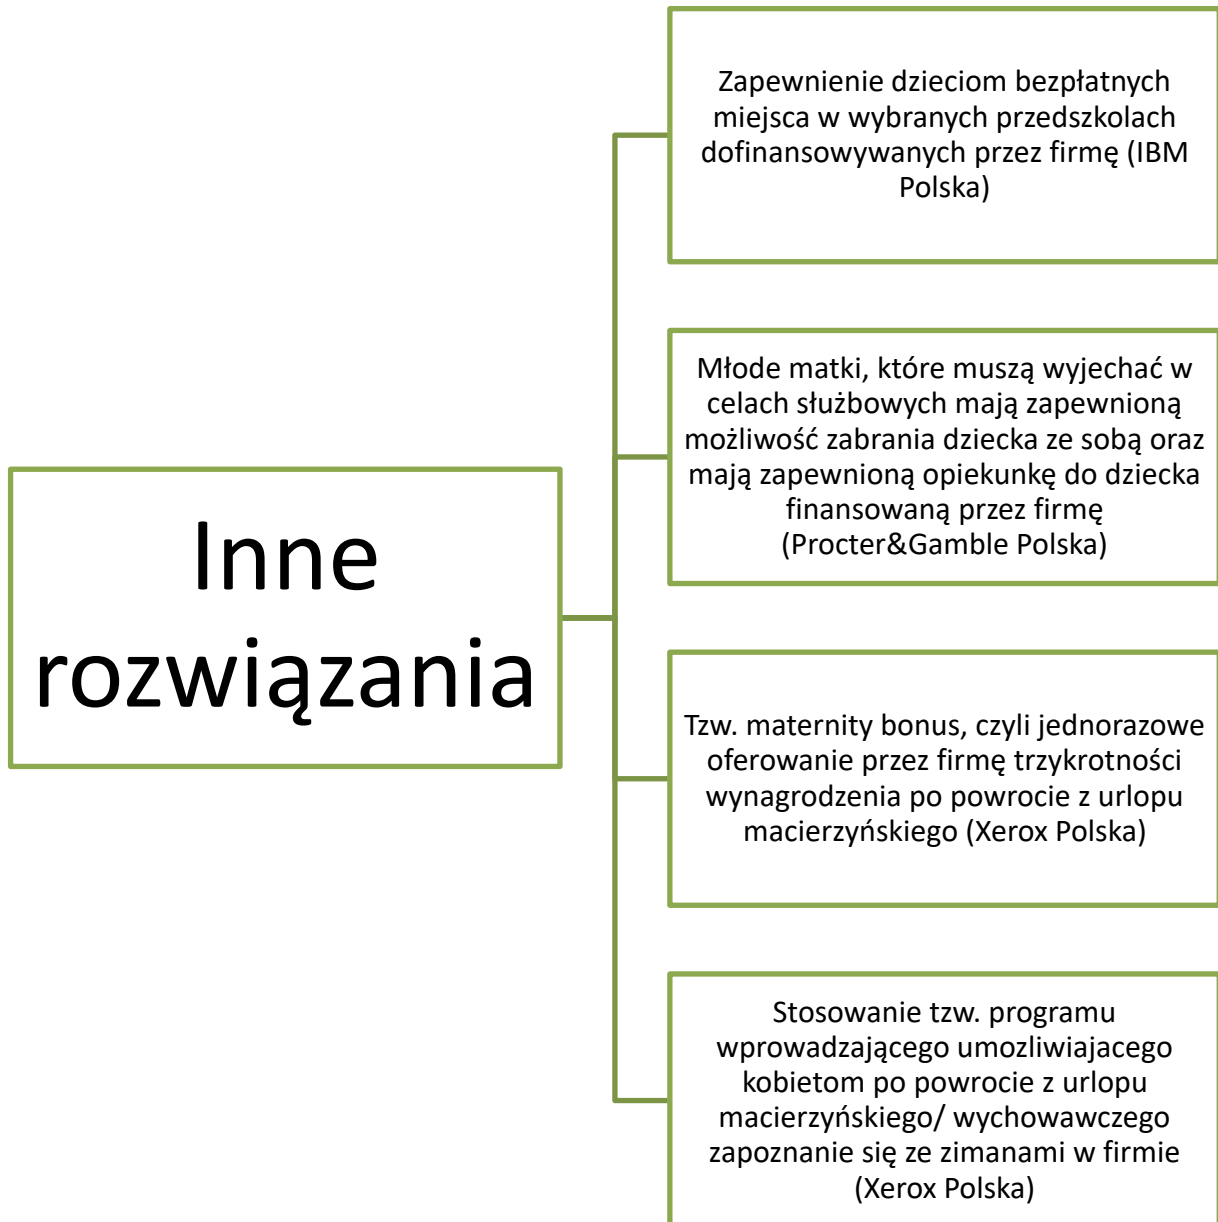 Zapewnienie dzieciom bezpłatnych
miejsca w wybranych przedszkolach
dofinansowywanych przez firmę (IBM
Polska)
Młode matki, które muszą wyjechać w
celach służbowych mają zapewnioną
możliwość zabrania dziecka ze sobą oraz
mają zapewnioną opiekunkę do dziecka
finansowaną przez firmę
(Procter&Gamble Polska)
Inne
rozwiązania
Tzw. maternity bonus, czyli jednorazowe
oferowanie przez firmę trzykrotności
wynagrodzenia po powrocie z urlopu
macierzyńskiego (Xerox Polska)
Stosowanie tzw. programu
wprowadzającego umozliwiajacego
kobietom po powrocie z urlopu
macierzyńskiego/ wychowawczego
zapoznanie się ze zimanami w firmie
(Xerox Polska)